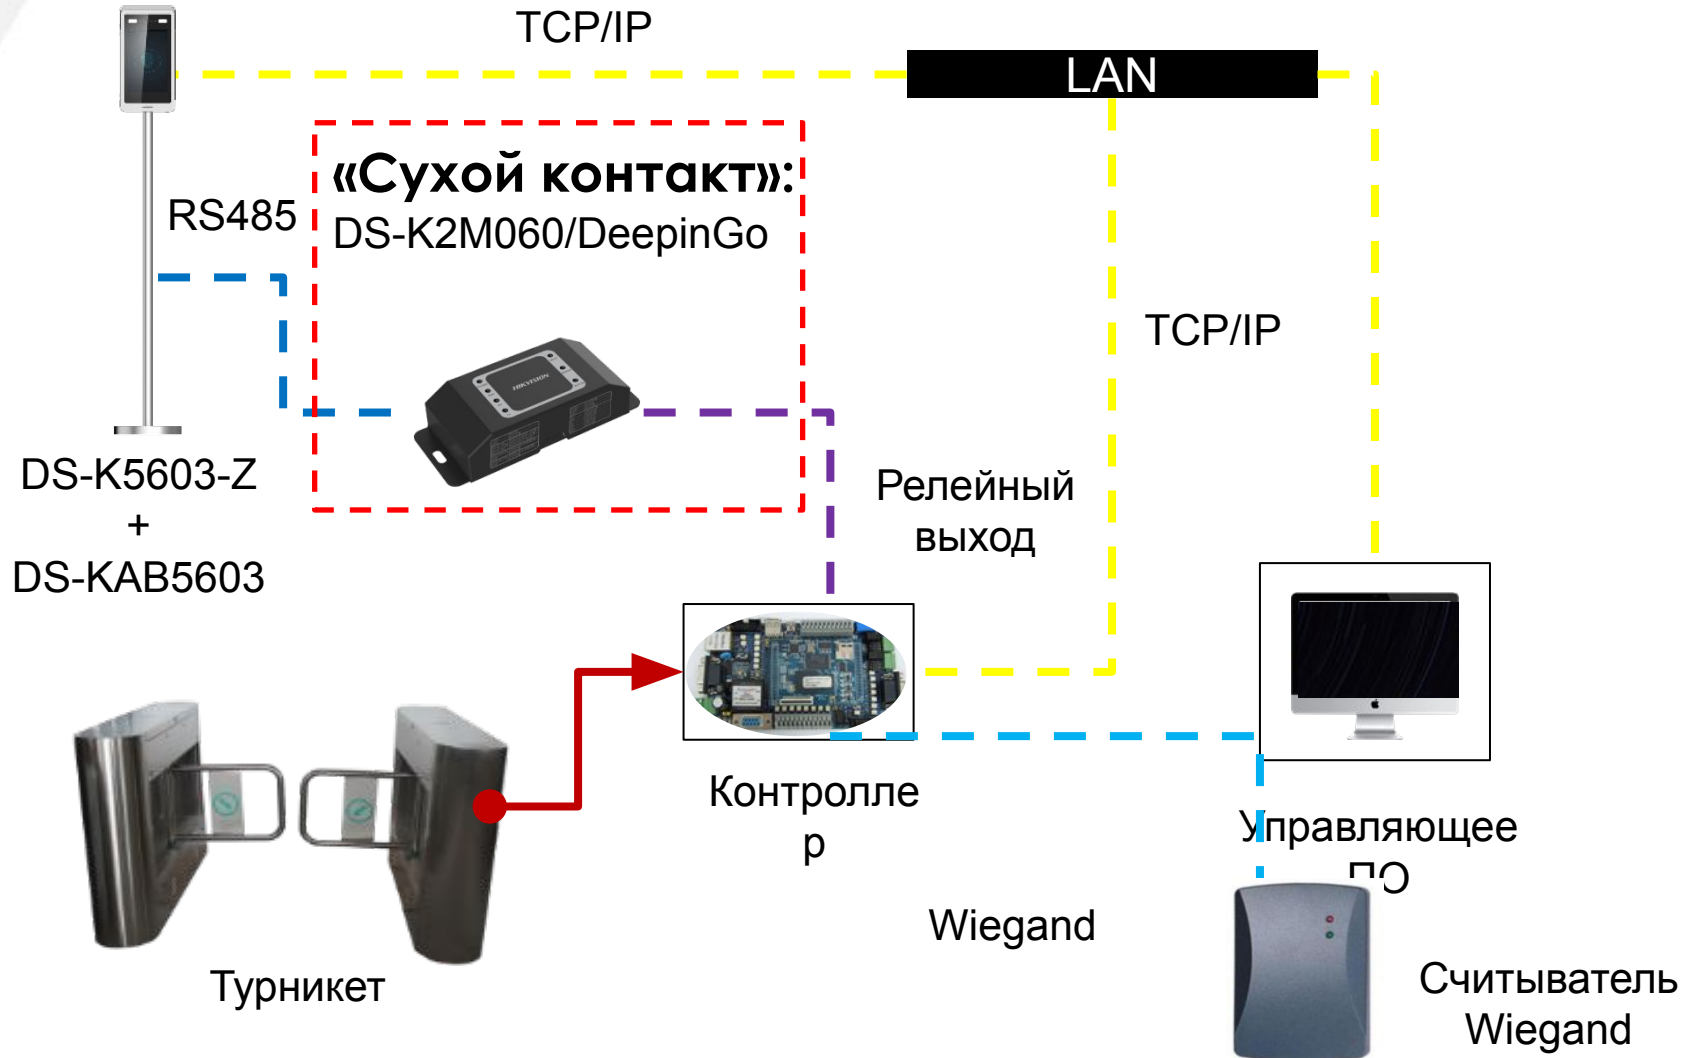 TCP/IP
LAN
«Сухой контакт»:
DS-K2M060/DeepinGo
RS485
HIKVISION
TCP/IP
DS-K5603-Z
+
DS-KAB5603
Релейный
выход
Контролле
р
Управляющее
ПО
Wiegand
Турникет
Считыватель
Wiegand